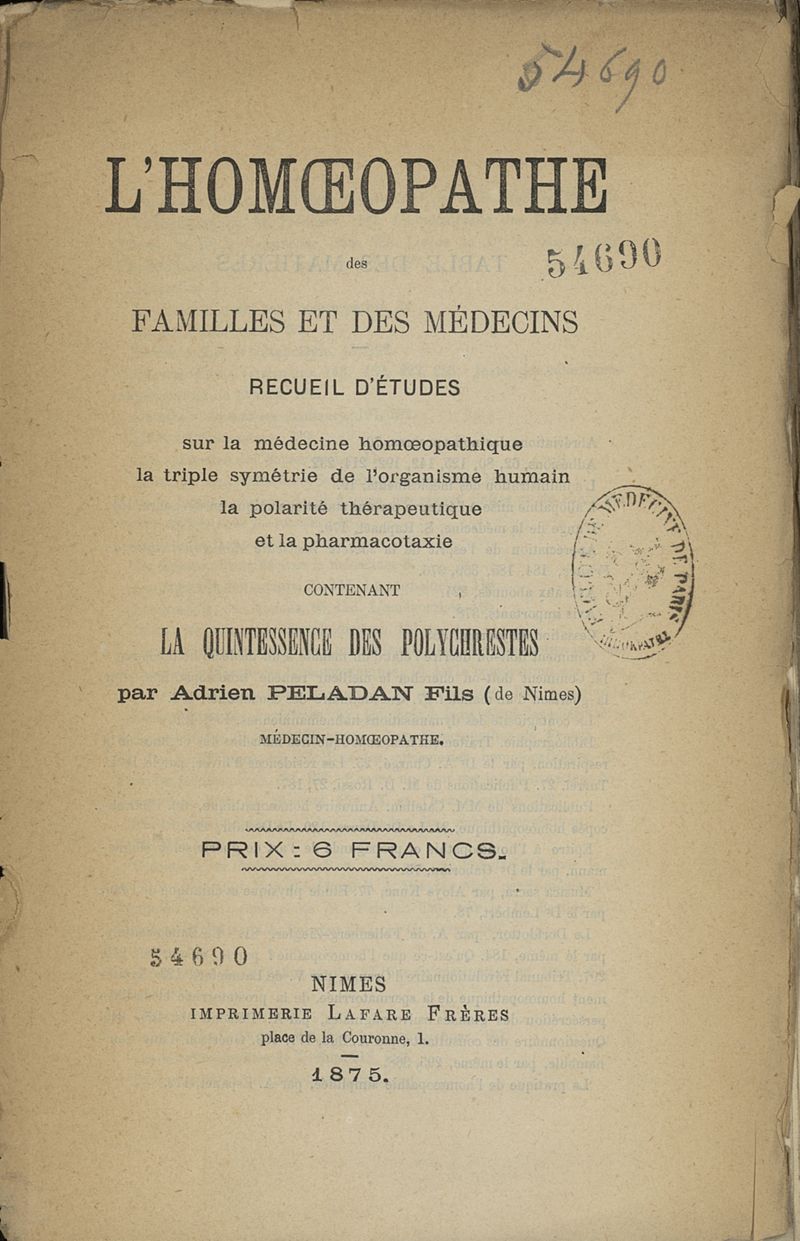 54690
L'HOMŒOPATHE
des
54690
FAMILLES ET DES MÉDECINS
RECUEIL D'ÉTUDES
sur la médecine homœopathique
la triple symétrie de l'organisme humain
la polarité thérapeutique
et la pharmacotaxie
CONTENANT
LA QUINTESSENCE DES POLYCHRESTES
par Adrien PELADAN Fils (de Nimes)
MÉDECIN-HOMŒOPATHE.
PRIX : 6 FRANCS.
54690
NIMES
IMPRIMERIE LAFARE FRÈRES
place de la Couronne, 1.
1875.